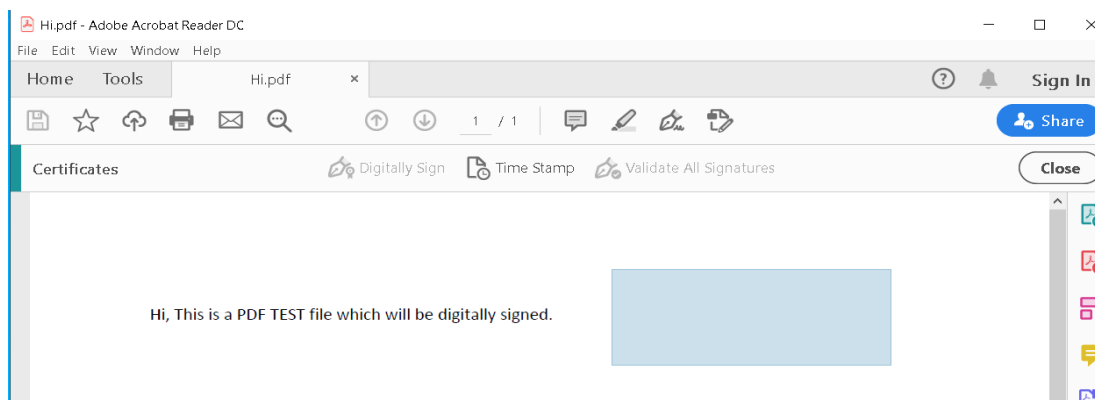 Hi.pdf - Adobe Acrobat Reader DC
File Edit View Window Help
Home Tools Hi.pdf × Sign In
1 / 1 Share
Certificates Digitally Sign Time Stamp Validate All Signatures Close
Hi, This is a PDF TEST file which will be digitally signed.